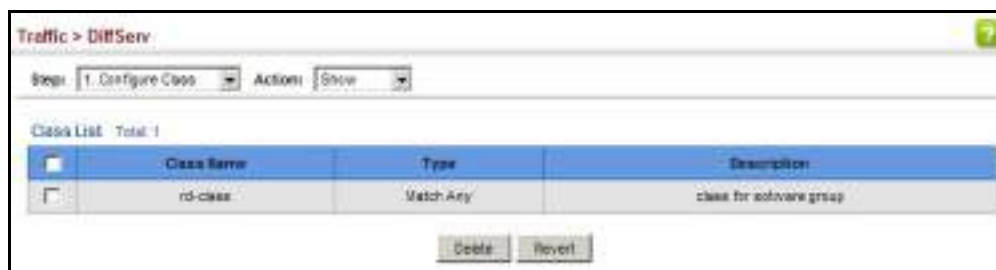 Traffic > DiffServ
?
Step: 1. Configure Class Action: Show
Class List Total: 1
Class Name Type Description
rd-class Match Any class for software group
Delete Revert